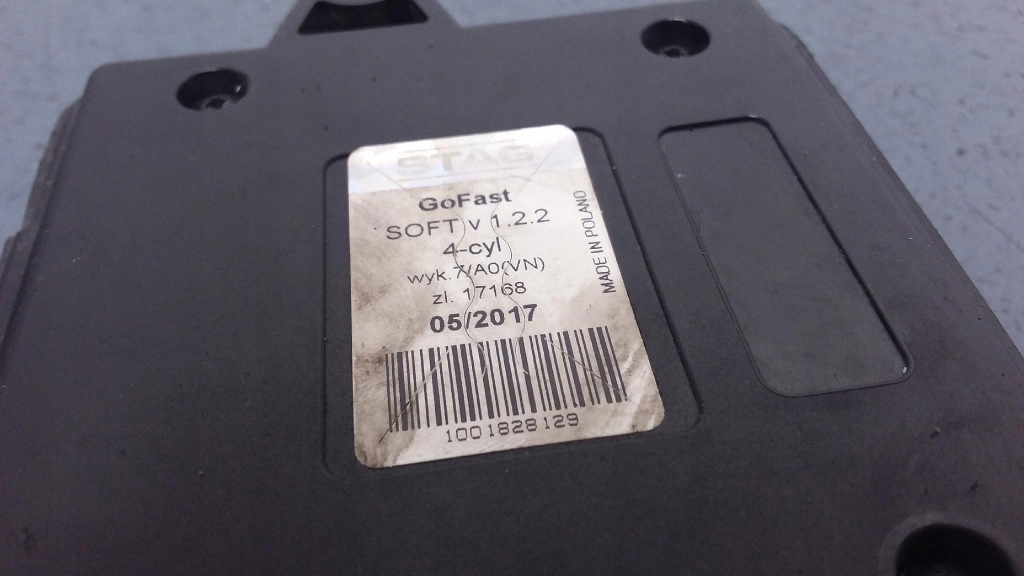 STAG
GoFast
SOFT v 1.2.2
4-cyl
wyk.7/A0(VN)
zl. 17168
05/2017
1001828129
MADE IN POLAND